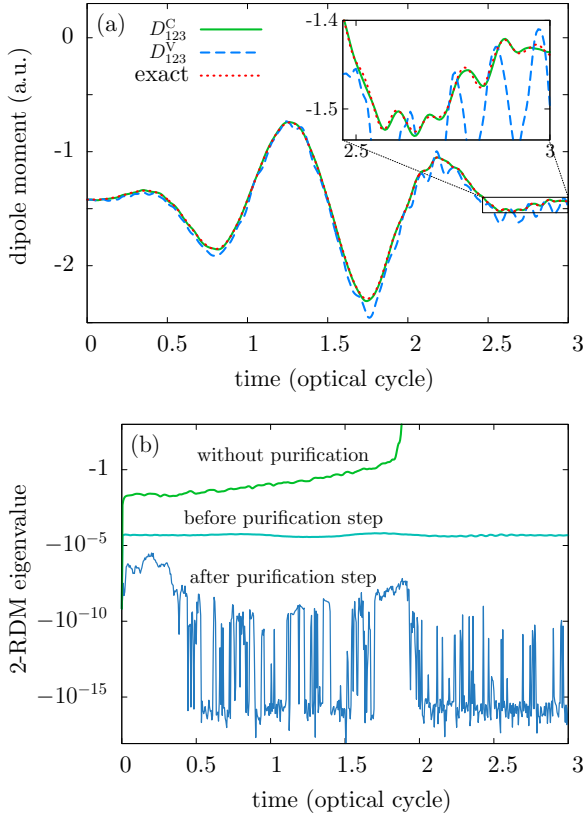 (a)
D^C_123
D^V_123
exact
0
-1
-2
dipole moment (a.u.)
-1.4
-1.5
2.5 3
0 0.5 1 1.5 2 2.5 3
time (optical cycle)
(b)
without purification
before purification step
after purification step
-1
−10^−5
−10^−10
−10^−15
2-RDM eigenvalue
0 0.5 1 1.5 2 2.5 3
time (optical cycle)